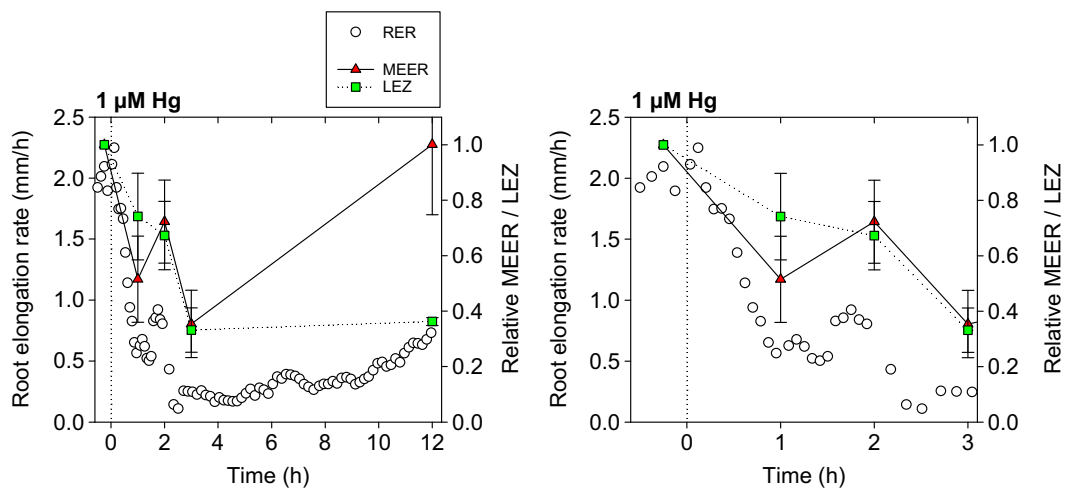 RER
MEER
LEZ
1 µM Hg
2.5
2.0
1.5
1.0
0.5
0.0
Root elongation rate (mm/h)
1.0
0.8
0.6
0.4
0.2
0.0
Relative MEER / LEZ
0 2 4 6 8 10 12
Time (h)
1 µM Hg
2.5
2.0
1.5
1.0
0.5
0.0
Root elongation rate (mm/h)
1.0
0.8
0.6
0.4
0.2
0.0
Relative MEER / LEZ
0 1 2 3
Time (h)